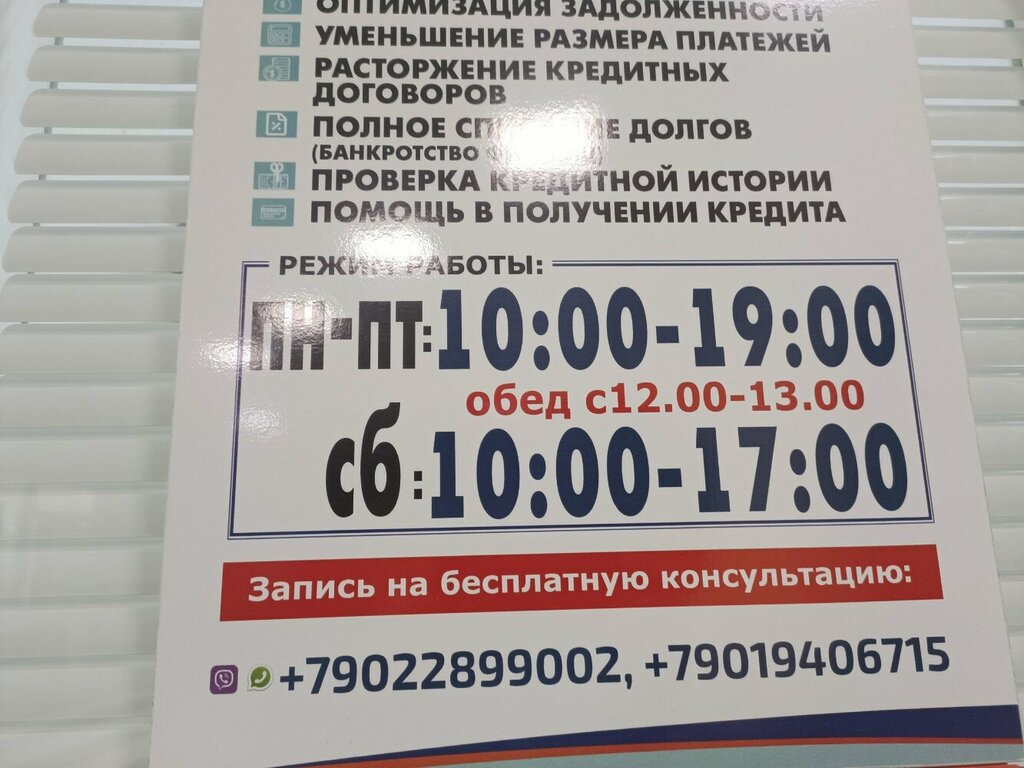 ОПТИМИЗАЦИЯ ЗАДОЛЖЕННОСТИ
УМЕНЬШЕНИЕ РАЗМЕРА ПЛАТЕЖЕЙ
РАСТОРЖЕНИЕ КРЕДИТНЫХ
ДОГОВОРОВ
ПОЛНОЕ ДОЛГОВ
(БАНКРОТСТВО
ПРОВЕРКА КРЕДИТНОЙ ИСТОРИИ
ПОМОЩЬ В ПОЛУЧЕНИИ КРЕДИТА
РЕЖИМ РАБОТЫ:
ПН-ПТ:10:00-19:00
обед с12.00-13.00
сб:10:00-17:00
Запись на бесплатную консультацию:
+79022899002, +79019406715